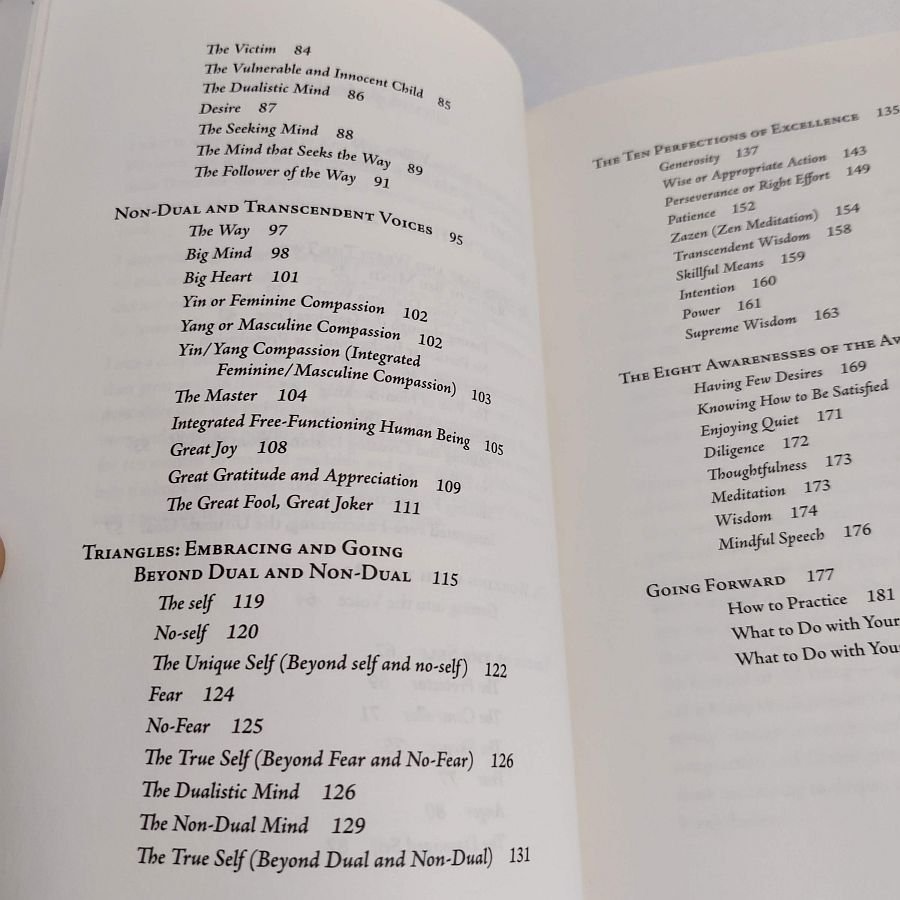 The Victim 84
The Vulnerable and Innocent Child 85
The Dualistic Mind 86
Desire 87
The Seeking Mind 88
The Mind that Seeks the Way 89
The Follower of the Way 91
Non-Dual and Transcendent Voices 95
The Way 97
Big Mind 98
Big Heart 101
Yin or Feminine Compassion 102
Yang or Masculine Compassion 102
Yin/Yang Compassion (Integrated
Feminine/Masculine Compassion) 103
The Master 104
Integrated Free-Functioning Human Being 105
Great Joy 108
Great Gratitude and Appreciation 109
The Great Fool, Great Joker 111
Triangles: Embracing and Going
Beyond Dual and Non-Dual 115
The self 119
No-self 120
The Unique Self (Beyond self and no-self) 122
Fear 124
No-Fear 125
The True Self (Beyond Fear and No-Fear) 126
The Dualistic Mind 126
The Non-Dual Mind 129
The True Self (Beyond Dual and Non-Dual) 131
The Ten Perfections of Excellence 135
Generosity 137
Wise or Appropriate Action 143
Perseverance or Right Effort 149
Patience 152
Zazen (Zen Meditation) 154
Transcendent Wisdom 158
Skillful Means 159
Intention 160
Power 161
Supreme Wisdom 163
The Eight Awarenesses of the
Having Few Desires 169
Knowing How to Be Satisfied
Enjoying Quiet 171
Diligence 172
Thoughtfulness 173
Meditation 173
Wisdom 174
Mindful Speech 176
Going Forward 177
How to Practice 181
What to Do with Your
What to Do with